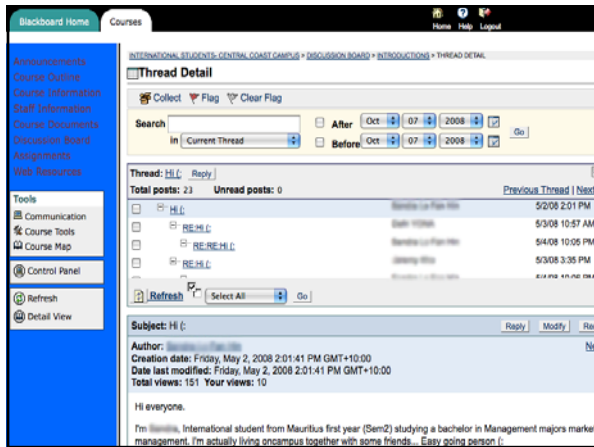 Blackboard Home
Courses
Home Help Logout
INTERNATIONAL STUDENTS- CENTRAL COAST CAMPUS > DISCUSSION BOARD > INTRODUCTIONS > THREAD DETAIL
Thread Detail
Announcements
Course Outline
Course Information
Staff Information
Course Documents
Discussion Board
Assignments
Web Resources
Tools
Communication
Course Tools
Course Map
Control Panel
Refresh
Detail View
Collect Flag Clear Flag
Search
After Oct 07 2008
Go
in Current Thread
Before Oct 07 2008
Thread: Hi (: Reply
Total posts: 23 Unread posts: 0
Previous Thread | Next
Hi (: 5/2/08 2:01 PM
RE:Hi (: 5/3/08 10:57 AM
RE:RE:Hi (: 5/4/08 10:05 PM
RE:Hi (: 5/3/08 3:35 PM
Refresh Select All Go
Subject: Hi (: Reply Modify
Author:
Creation date: Friday, May 2, 2008 2:01:41 PM GMT+10:00
Date last modified: Friday, May 2, 2008 2:01:41 PM GMT+10:00
Total views: 151 Your views: 10
Hi everyone.
I'm , International student from Mauritius first year (Sem2) studying a bachelor in Management majors market
management. I'm actually living oncampus together with some friends... Easy going person (: